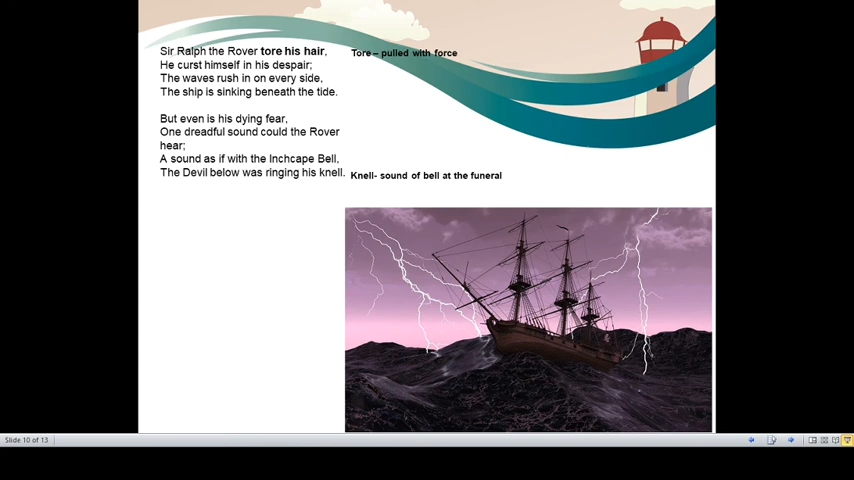 Sir Ralph the Rover tore his hair,
Tore – pulled with force
He curst himself in his despair;
The waves rush in on every side,
The ship is sinking beneath the tide.
But even is his dying fear,
One dreadful sound could the Rover
hear;
A sound as if with the Inchcape Bell,
The Devil below was ringing his knell.
Knell- sound of bell at the funeral
Slide 10 of 13